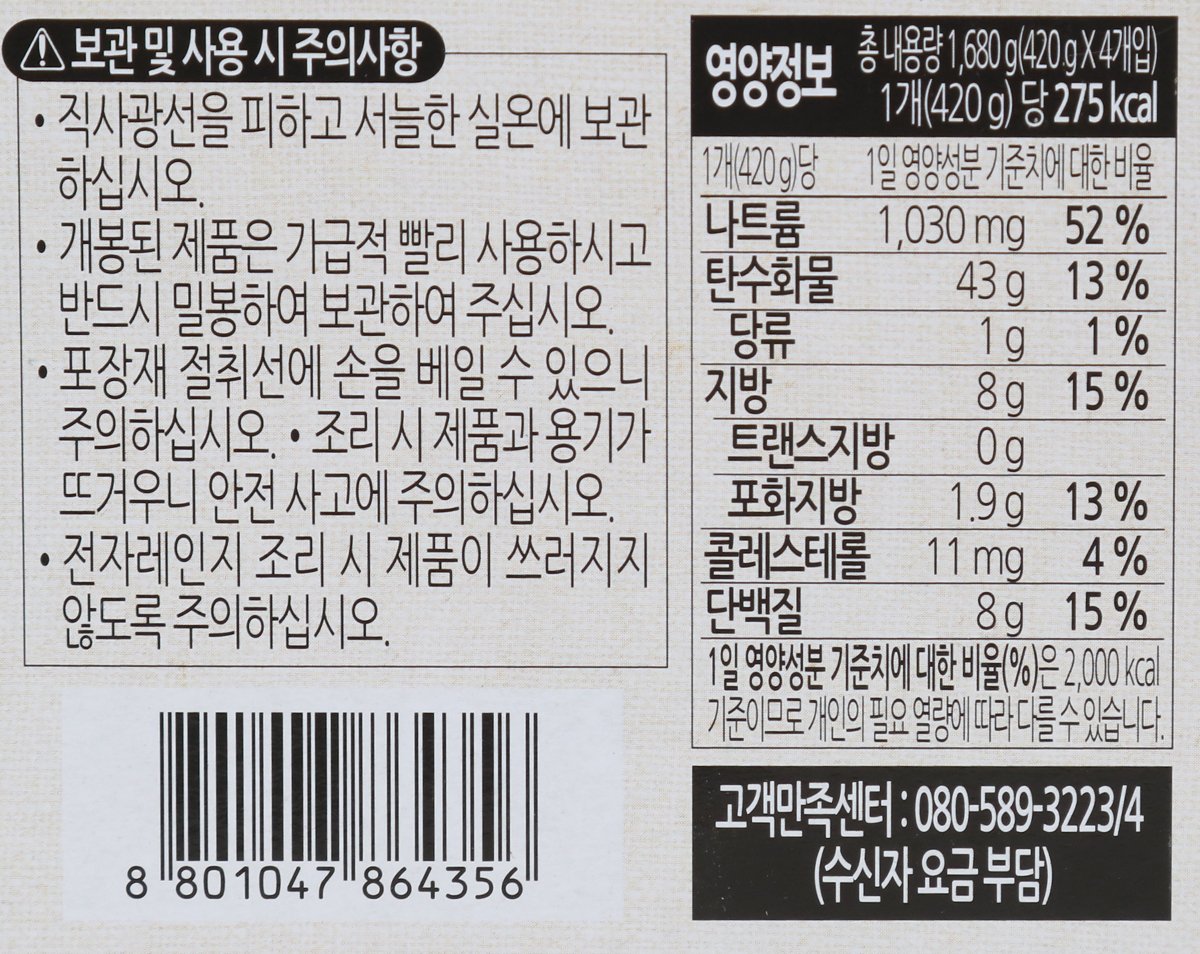 보관 및 사용 시 주의사항
• 직사광선을 피하고 서늘한 실온에 보관
하십시오.
• 개봉된 제품은 가급적 빨리 사용하시고
반드시 밀봉하여 보관하여 주십시오.
• 포장재 절취선에 손을 베일 수 있으니
주의하십시오. • 조리 시 제품과 용기가
뜨거우니 안전 사고에 주의하십시오.
• 전자레인지 조리 시 제품이 쓰러지지
않도록 주의하십시오.
8 801047 864356
영양정보
총 내용량 1,680 g(420 g X 4개입)
1개(420 g) 당 275 kcal
1개(420 g)당 1일 영양성분 기준치에 대한 비율
나트륨 1,030 mg 52 %
탄수화물 43 g 13 %
당류 1 g 1 %
지방 8 g 15 %
트랜스지방 0 g
포화지방 1.9 g 13 %
콜레스테롤 11 mg 4 %
단백질 8 g 15 %
1일 영양성분 기준치에 대한 비율(%)은 2,000 kcal
기준이므로 개인의 필요 열량에 따라 다를 수 있습니다.
고객만족센터 : 080-589-3223/4
(수신자 요금 부담)